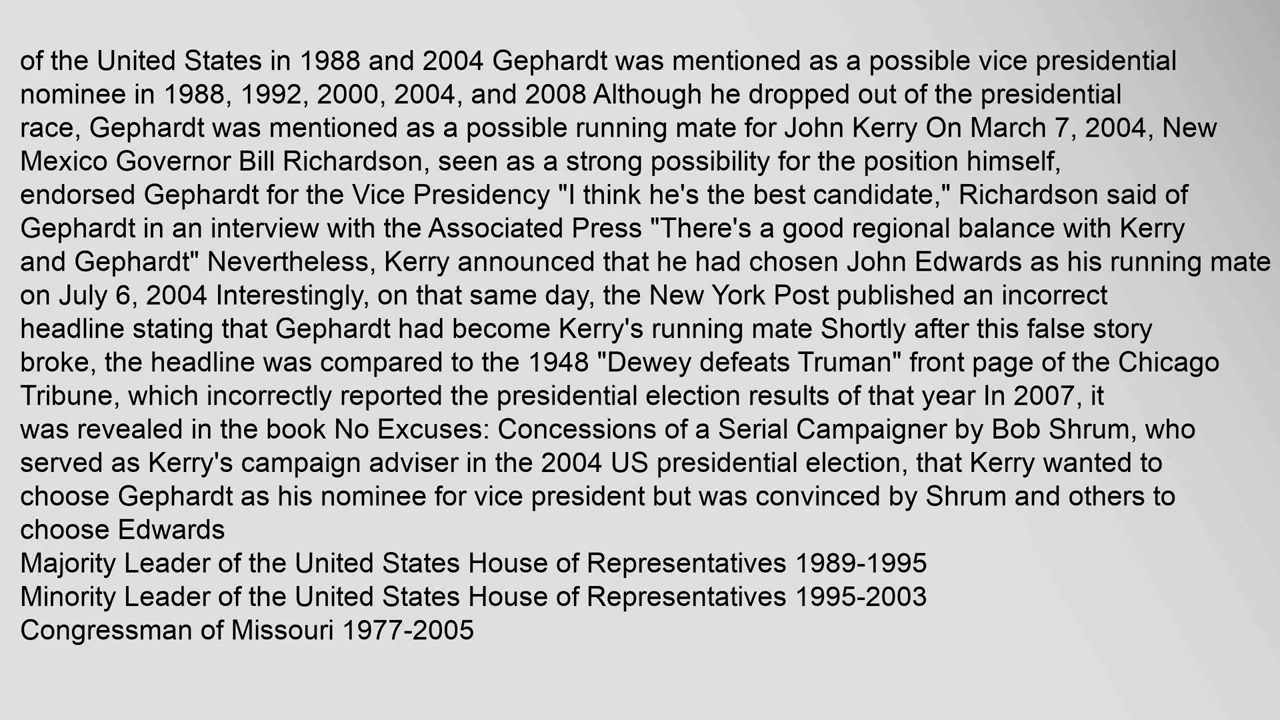 of the United States in 1988 and 2004 Gephardt was mentioned as a possible vice presidential
nominee in 1988, 1992, 2000, 2004, and 2008 Although he dropped out of the presidential
race, Gephardt was mentioned as a possible running mate for John Kerry On March 7, 2004, New
Mexico Governor Bill Richardson, seen as a strong possibility for the position himself,
endorsed Gephardt for the Vice Presidency "I think he's the best candidate," Richardson said of
Gephardt in an interview with the Associated Press "There's a good regional balance with Kerry
and Gephardt" Nevertheless, Kerry announced that he had chosen John Edwards as his running mate
on July 6, 2004 Interestingly, on that same day, the New York Post published an incorrect
headline stating that Gephardt had become Kerry's running mate Shortly after this false story
broke, the headline was compared to the 1948 "Dewey defeats Truman" front page of the Chicago
Tribune, which incorrectly reported the presidential election results of that year In 2007, it
was revealed in the book No Excuses: Concessions of a Serial Campaigner by Bob Shrum, who
served as Kerry's campaign adviser in the 2004 US presidential election, that Kerry wanted to
choose Gephardt as his nominee for vice president but was convinced by Shrum and others to
choose Edwards
Majority Leader of the United States House of Representatives 1989-1995
Minority Leader of the United States House of Representatives 1995-2003
Congressman of Missouri 1977-2005